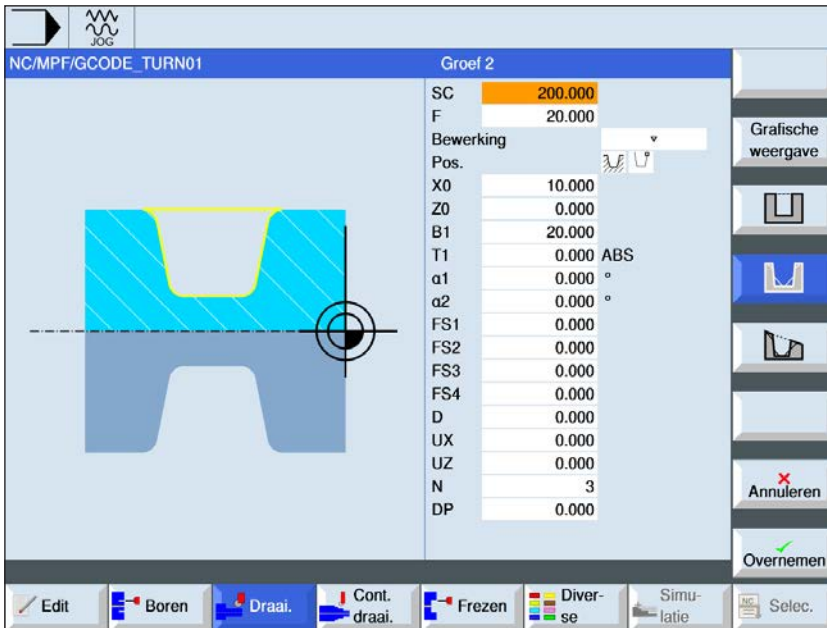 JOG
NC/MPF/GCODE_TURN01
Groef 2
SC 200.000
F 20.000
Bewerking ▿
Pos.
X0 10.000
Z0 0.000
B1 20.000
T1 0.000 ABS
α1 0.000 °
α2 0.000 °
FS1 0.000
FS2 0.000
FS3 0.000
FS4 0.000
D 0.000
UX 0.000
UZ 0.000
N 3
DP 0.000
Grafische
weergave
Annuleren
Overnemen
Edit
Boren
Draai.
Cont.
draai.
Frezen
Diver-
se
Simu-
latie
NC
Selec.